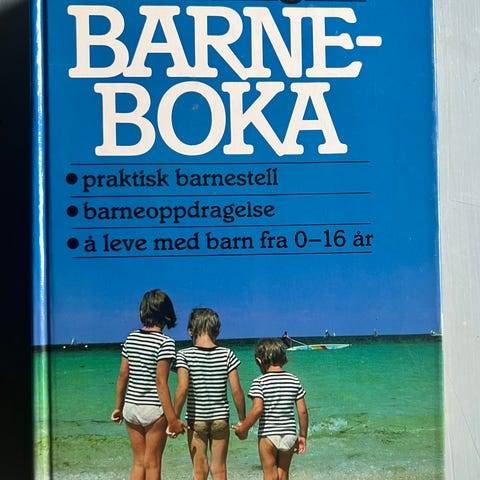 BARNE-
BOKA
• praktisk barnestell
• barneoppdragelse
• å leve med barn fra 0–16 år